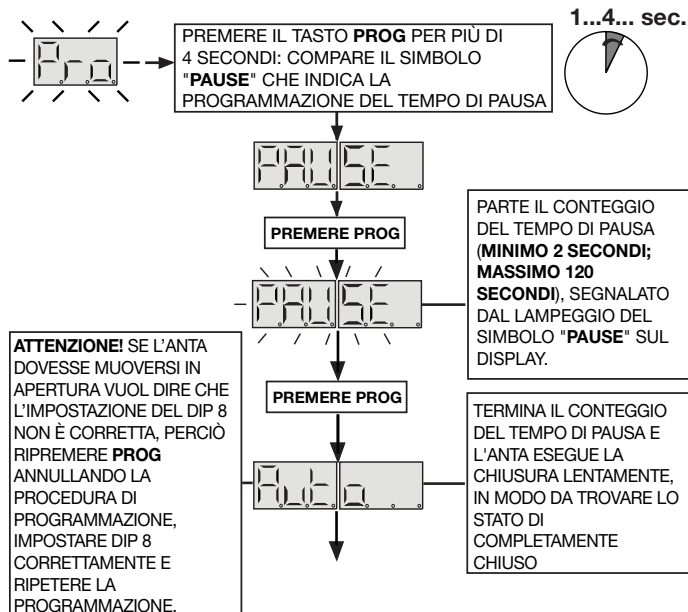 1...4... sec.
Pro
PREMERE IL TASTO PROG PER PIÙ DI
4 SECONDI: COMPARE IL SIMBOLO
"PAUSE" CHE INDICA LA
PROGRAMMAZIONE DEL TEMPO DI PAUSA
PAUSE
PREMERE PROG
PAUSE
PARTE IL CONTEGGIO
DEL TEMPO DI PAUSA
(MINIMO 2 SECONDI;
MASSIMO 120
SECONDI), SEGNALATO
DAL LAMPEGGIO DEL
SIMBOLO "PAUSE" SUL
DISPLAY.
ATTENZIONE! SE L'ANTA
DOVESSE MUOVERSI IN
APERTURA VUOL DIRE CHE
L'IMPOSTAZIONE DEL DIP 8
NON È CORRETTA, PERCIÒ
RIPREMERE PROG
ANNULLANDO LA
PROCEDURA DI
PROGRAMMAZIONE,
IMPOSTARE DIP 8
CORRETTAMENTE E
RIPETERE LA
PROGRAMMAZIONE.
PREMERE PROG
Auto
TERMINA IL CONTEGGIO
DEL TEMPO DI PAUSA E
L'ANTA ESEGUE LA
CHIUSURA LENTAMENTE,
IN MODO DA TROVARE LO
STATO DI
COMPLETAMENTE
CHIUSO